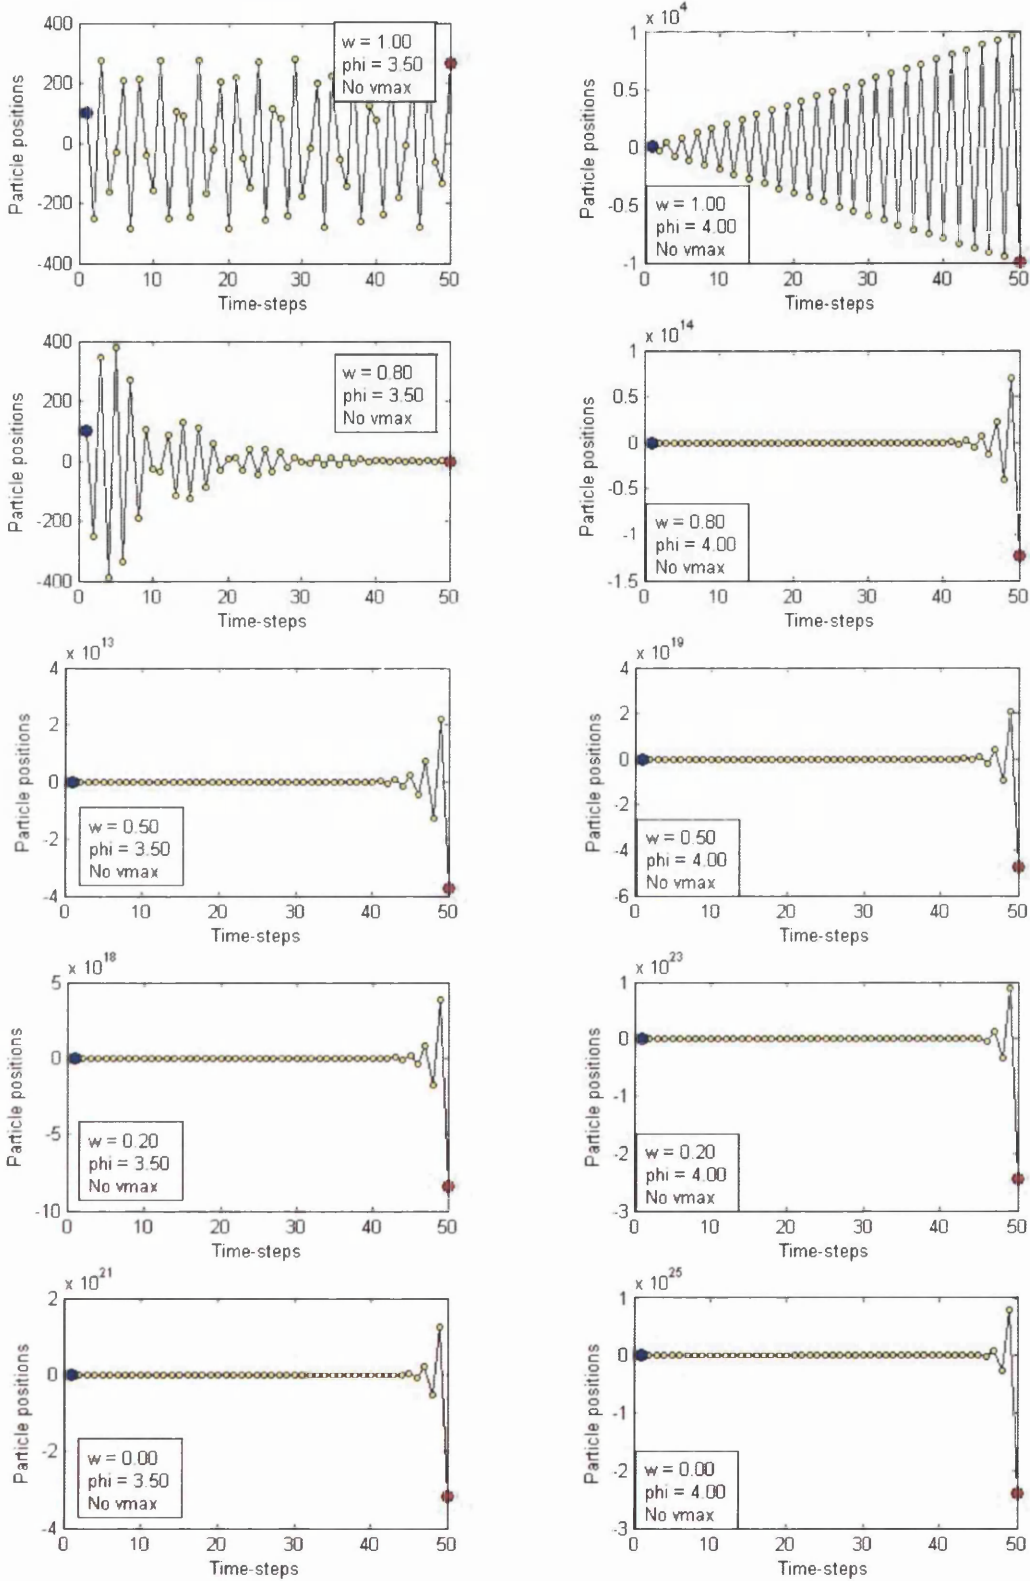 400
200
0
-200
-400
0 10 20 30 40 50
Particle positions
Time-steps
w = 1.00
phi = 3.50
No vmax
x 10^4
1
0.5
0
-0.5
-1
0 10 20 30 40 50
Particle positions
Time-steps
w = 1.00
phi = 4.00
No vmax
400
200
0
-200
-400
0 10 20 30 40 50
Particle positions
Time-steps
w = 0.80
phi = 3.50
No vmax
x 10^14
1
0.5
0
-0.5
-1
-1.5
0 10 20 30 40 50
Particle positions
Time-steps
w = 0.80
phi = 4.00
No vmax
x 10^13
4
2
0
-2
-4
0 10 20 30 40 50
Particle positions
Time-steps
w = 0.50
phi = 3.50
No vmax
x 10^19
4
2
0
-2
-4
-6
0 10 20 30 40 50
Particle positions
Time-steps
w = 0.50
phi = 4.00
No vmax
x 10^18
5
0
-5
-10
0 10 20 30 40 50
Particle positions
Time-steps
w = 0.20
phi = 3.50
No vmax
x 10^23
1
0
-1
-2
-3
0 10 20 30 40 50
Particle positions
Time-steps
w = 0.20
phi = 4.00
No vmax
x 10^21
2
0
-2
-4
0 10 20 30 40 50
Particle positions
Time-steps
w = 0.00
phi = 3.50
No vmax
x 10^25
1
0
-1
-2
-3
0 10 20 30 40 50
Particle positions
Time-steps
w = 0.00
phi = 4.00
No vmax